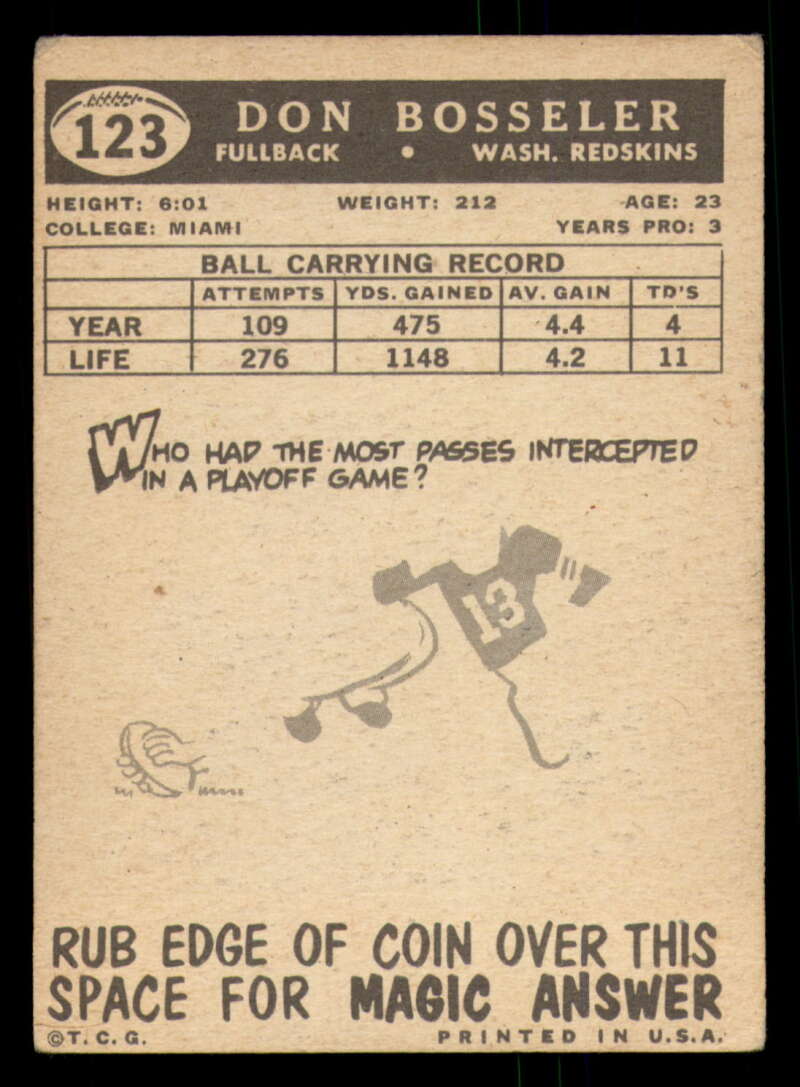 123
DON BOSSELER
FULLBACK • WASH. REDSKINS
HEIGHT: 6:01 WEIGHT: 212 AGE: 23
COLLEGE: MIAMI YEARS PRO: 3
BALL CARRYING RECORD
ATTEMPTS YDS. GAINED AV. GAIN TD'S
YEAR 109 475 4.4 4
LIFE 276 1148 4.2 11
WHO HAD THE MOST PASSES INTERCEPTED
IN A PLAYOFF GAME?
13
RUB EDGE OF COIN OVER THIS
SPACE FOR MAGIC ANSWER
©T.C.G. PRINTED IN U.S.A.